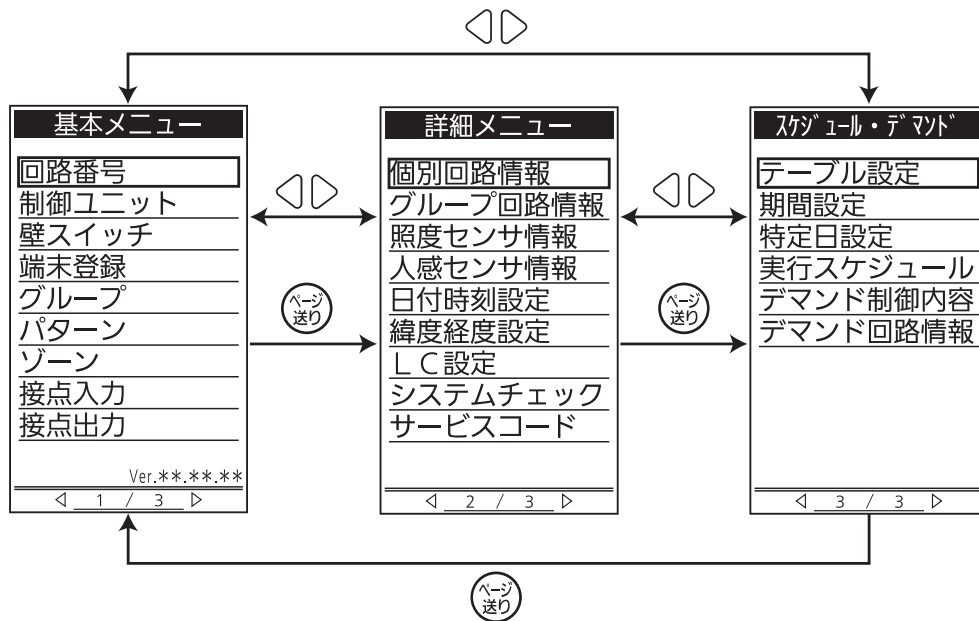 ◁▷
基本メニュー
回路番号
制御ユニット
壁スイッチ
端末登録
グループ
パターン
ゾーン
接点入力
接点出力
Ver.**.**.**
◁ 1 / 3 ▷
◁▷
ページ
送り
詳細メニュー
個別回路情報
グループ回路情報
照度センサ情報
人感センサ情報
日付時刻設定
緯度経度設定
LC設定
システムチェック
サービスコード
◁ 2 / 3 ▷
◁▷
ページ
送り
スケジュール・デマンド
テーブル設定
期間設定
特定日設定
実行スケジュール
デマンド制御内容
デマンド回路情報
◁ 3 / 3 ▷
ページ
送り